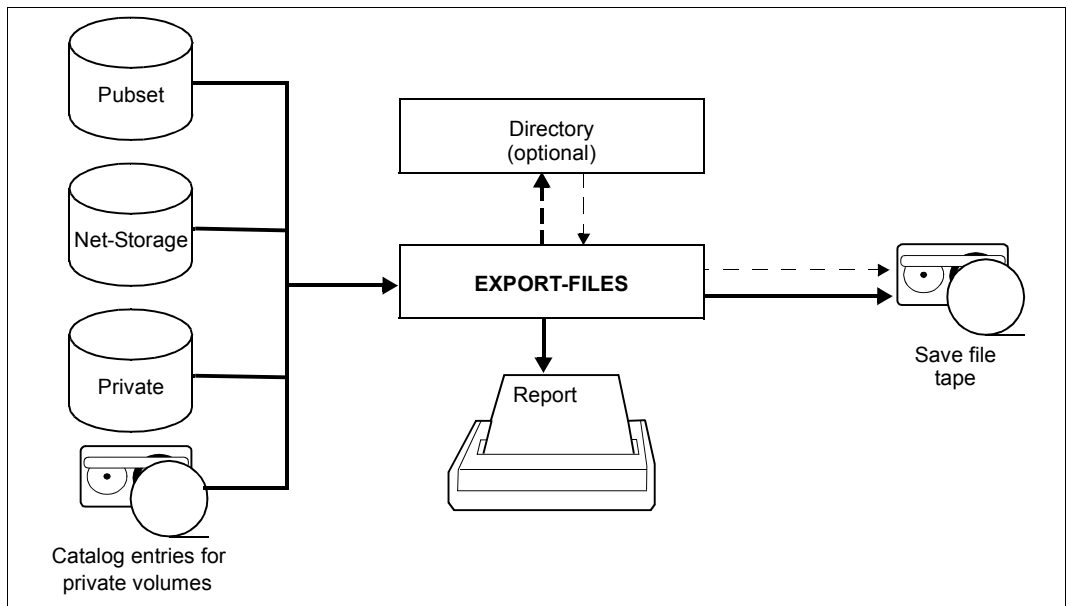 Pubset
Directory
(optional)
Net-Storage
EXPORT-FILES
Save file
tape
Private
Report
Catalog entries for
private volumes